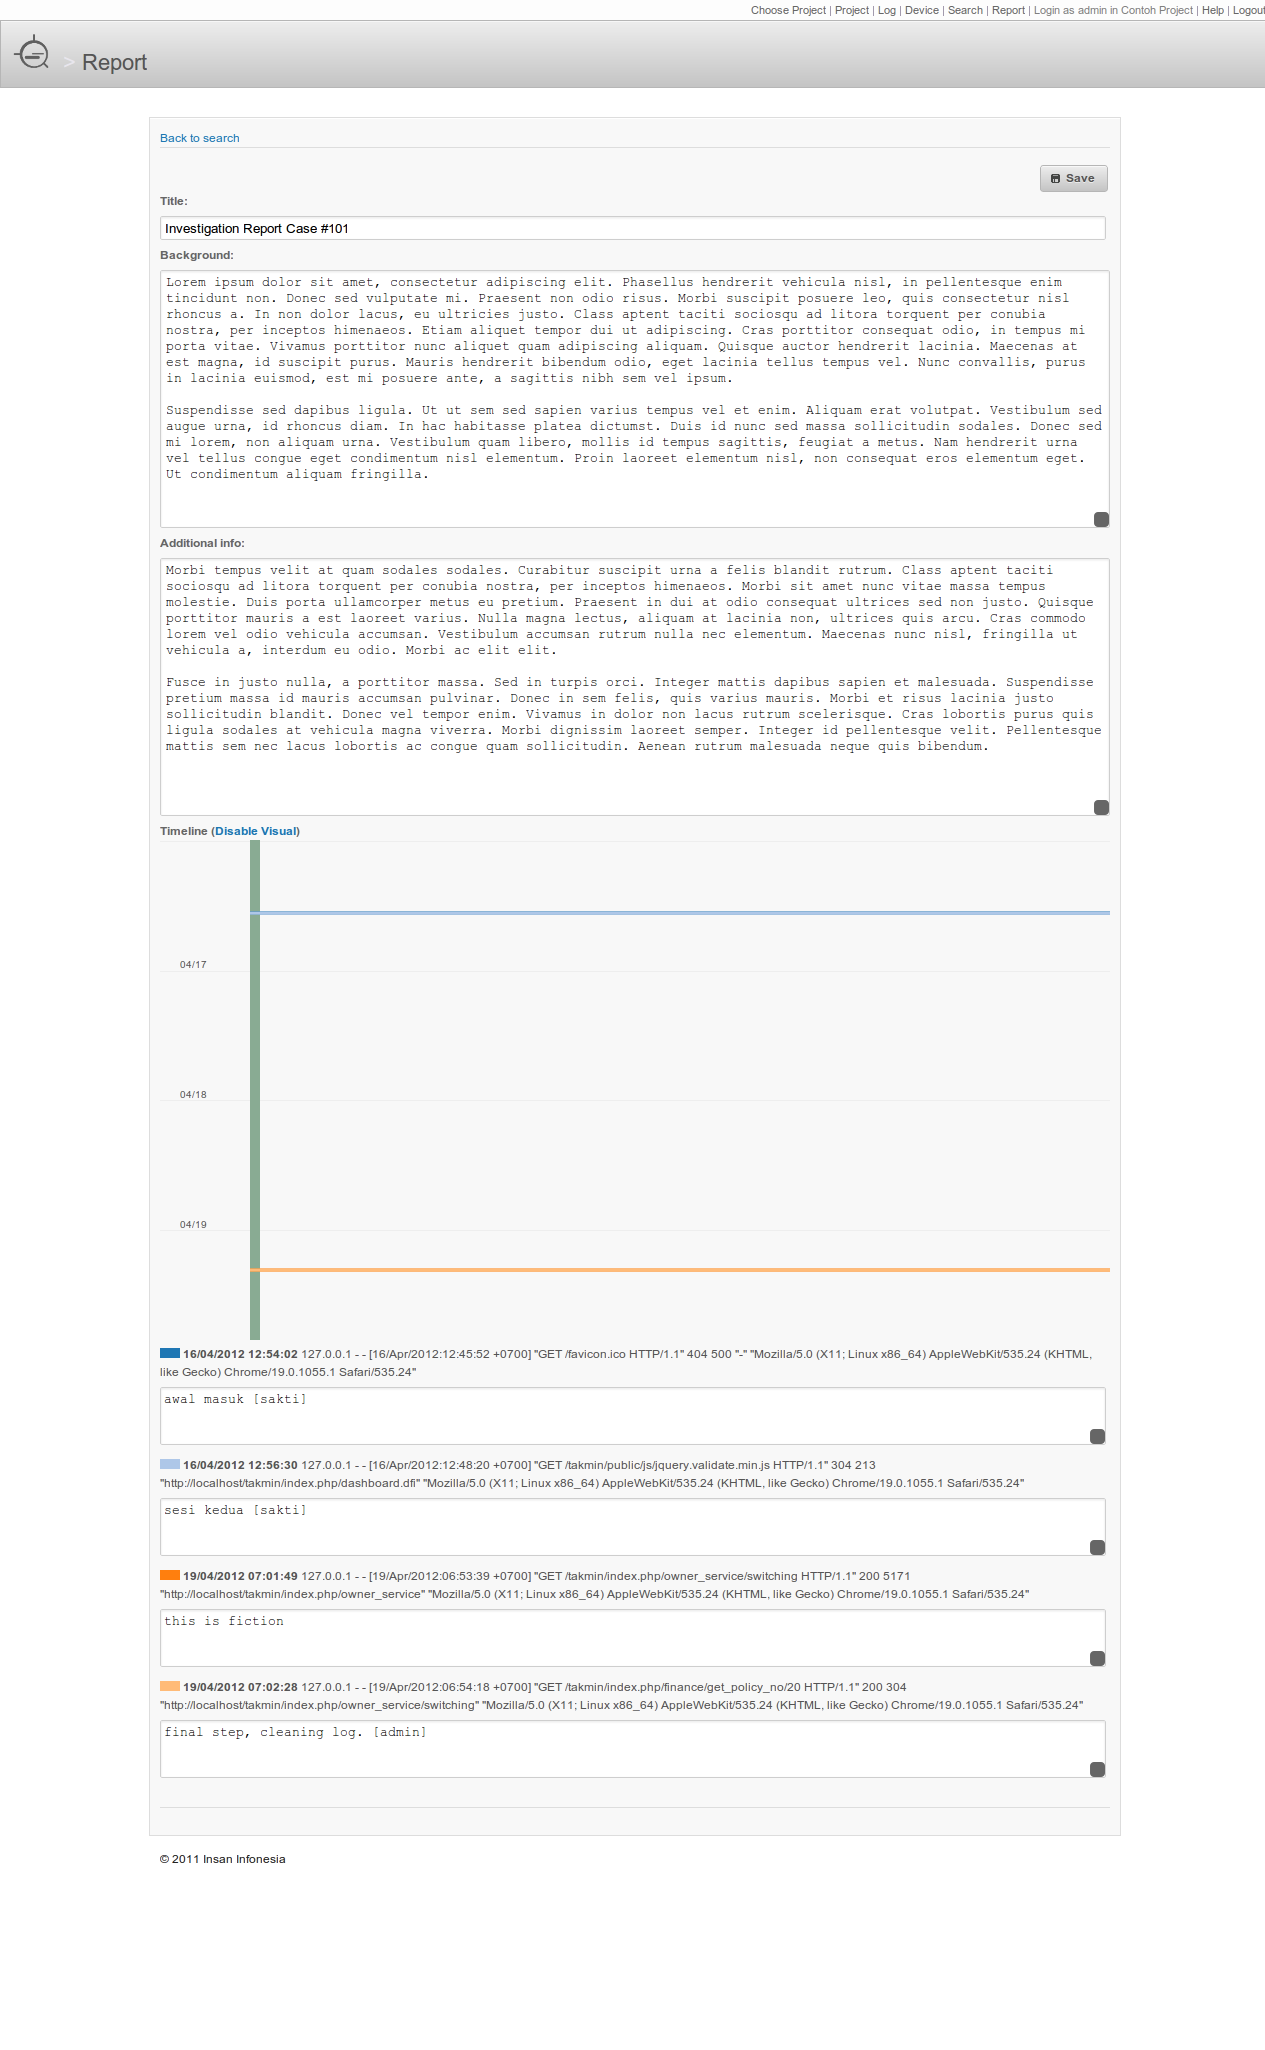 Choose Project | Project | Log | Device | Search | Report | Login as admin in Contoh Project | Help | Logout
> Report
Back to search
Save
Title:
Investigation Report Case #101
Background:
Lorem ipsum dolor sit amet, consectetur adipiscing elit. Phasellus hendrerit vehicula nisl, in pellentesque enim
tincidunt non. Donec sed vulputate mi. Praesent non odio risus. Morbi suscipit posuere leo, quis consectetur nisl
rhoncus a. In non dolor lacus, eu ultricies justo. Class aptent taciti sociosqu ad litora torquent per conubia
nostra, per inceptos himenaeos. Etiam aliquet tempor dui ut adipiscing. Cras porttitor consequat odio, in tempus mi
porta vitae. Vivamus porttitor nunc aliquet quam adipiscing aliquam. Quisque auctor hendrerit lacinia. Maecenas at
est magna, id suscipit purus. Mauris hendrerit bibendum odio, eget lacinia tellus tempus vel. Nunc convallis, purus
in lacinia euismod, est mi posuere ante, a sagittis nibh sem vel ipsum.
Suspendisse sed dapibus ligula. Ut ut sem sed sapien varius tempus vel et enim. Aliquam erat volutpat. Vestibulum sed
augue urna, id rhoncus diam. In hac habitasse platea dictumst. Duis id nunc sed massa sollicitudin sodales. Donec sed
mi lorem, non aliquam urna. Vestibulum quam libero, mollis id tempus sagittis, feugiat a metus. Nam hendrerit urna
vel tellus congue eget condimentum nisl elementum. Proin laoreet elementum nisl, non consequat eros elementum eget.
Ut condimentum aliquam fringilla.
Additional info:
Morbi tempus velit at quam sodales sodales. Curabitur suscipit urna a felis blandit rutrum. Class aptent taciti
sociosqu ad litora torquent per conubia nostra, per inceptos himenaeos. Morbi sit amet nunc vitae massa tempus
molestie. Duis porta ullamcorper metus eu pretium. Praesent in dui at odio consequat ultrices sed non justo. Quisque
porttitor mauris a est laoreet varius. Nulla magna lectus, aliquam at lacinia non, ultrices quis arcu. Cras commodo
lorem vel odio vehicula accumsan. Vestibulum accumsan rutrum nulla nec elementum. Maecenas nunc nisl, fringilla ut
vehicula a, interdum eu odio. Morbi ac elit elit.
Fusce in justo nulla, a porttitor massa. Sed in turpis orci. Integer mattis dapibus sapien et malesuada. Suspendisse
pretium massa id mauris accumsan pulvinar. Donec in sem felis, quis varius mauris. Morbi et risus lacinia justo
sollicitudin blandit. Donec vel tempor enim. Vivamus in dolor non lacus rutrum scelerisque. Cras lobortis purus quis
ligula sodales at vehicula magna viverra. Morbi dignissim laoreet semper. Integer id pellentesque velit. Pellentesque
mattis sem nec lacus lobortis ac congue quam sollicitudin. Aenean rutrum malesuada neque quis bibendum.
Timeline (Disable Visual)
04/17
04/18
04/19
16/04/2012 12:54:02 127.0.0.1 - - [16/Apr/2012:12:45:52 +0700] "GET /favicon.ico HTTP/1.1" 404 500 "-" "Mozilla/5.0 (X11; Linux x86_64) AppleWebKit/535.24 (KHTML,
like Gecko) Chrome/19.0.1055.1 Safari/535.24"
awal masuk [sakti]
16/04/2012 12:56:30 127.0.0.1 - - [16/Apr/2012:12:48:20 +0700] "GET /takmin/public/js/jquery.validate.min.js HTTP/1.1" 304 213
"http://localhost/takmin/index.php/dashboard.dfi" "Mozilla/5.0 (X11; Linux x86_64) AppleWebKit/535.24 (KHTML, like Gecko) Chrome/19.0.1055.1 Safari/535.24"
sesi kedua [sakti]
19/04/2012 07:01:49 127.0.0.1 - - [19/Apr/2012:06:53:39 +0700] "GET /takmin/index.php/owner_service/switching HTTP/1.1" 200 5171
"http://localhost/takmin/index.php/owner_service" "Mozilla/5.0 (X11; Linux x86_64) AppleWebKit/535.24 (KHTML, like Gecko) Chrome/19.0.1055.1 Safari/535.24"
this is fiction
19/04/2012 07:02:28 127.0.0.1 - - [19/Apr/2012:06:54:18 +0700] "GET /takmin/index.php/finance/get_policy_no/20 HTTP/1.1" 200 304
"http://localhost/takmin/index.php/owner_service/switching" "Mozilla/5.0 (X11; Linux x86_64) AppleWebKit/535.24 (KHTML, like Gecko) Chrome/19.0.1055.1 Safari/535.24"
final step, cleaning log. [admin]
© 2011 Insan Infonesia